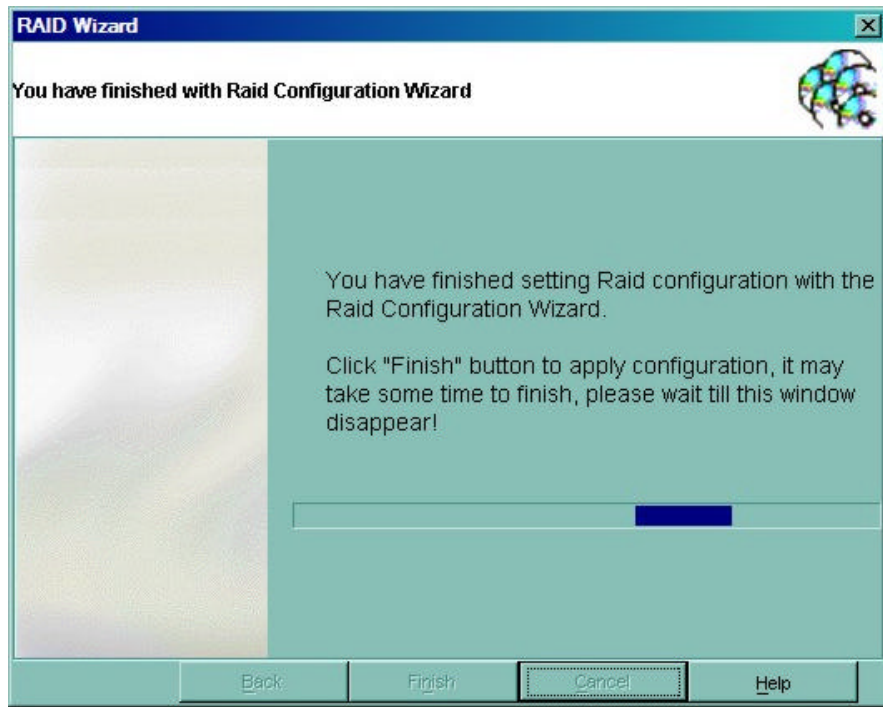 RAID Wizard
You have finished with Raid Configuration Wizard
You have finished setting Raid configuration with the
Raid Configuration Wizard.
Click "Finish" button to apply configuration, it may
take some time to finish, please wait till this window
disappear!
Back Finish Cancel Help